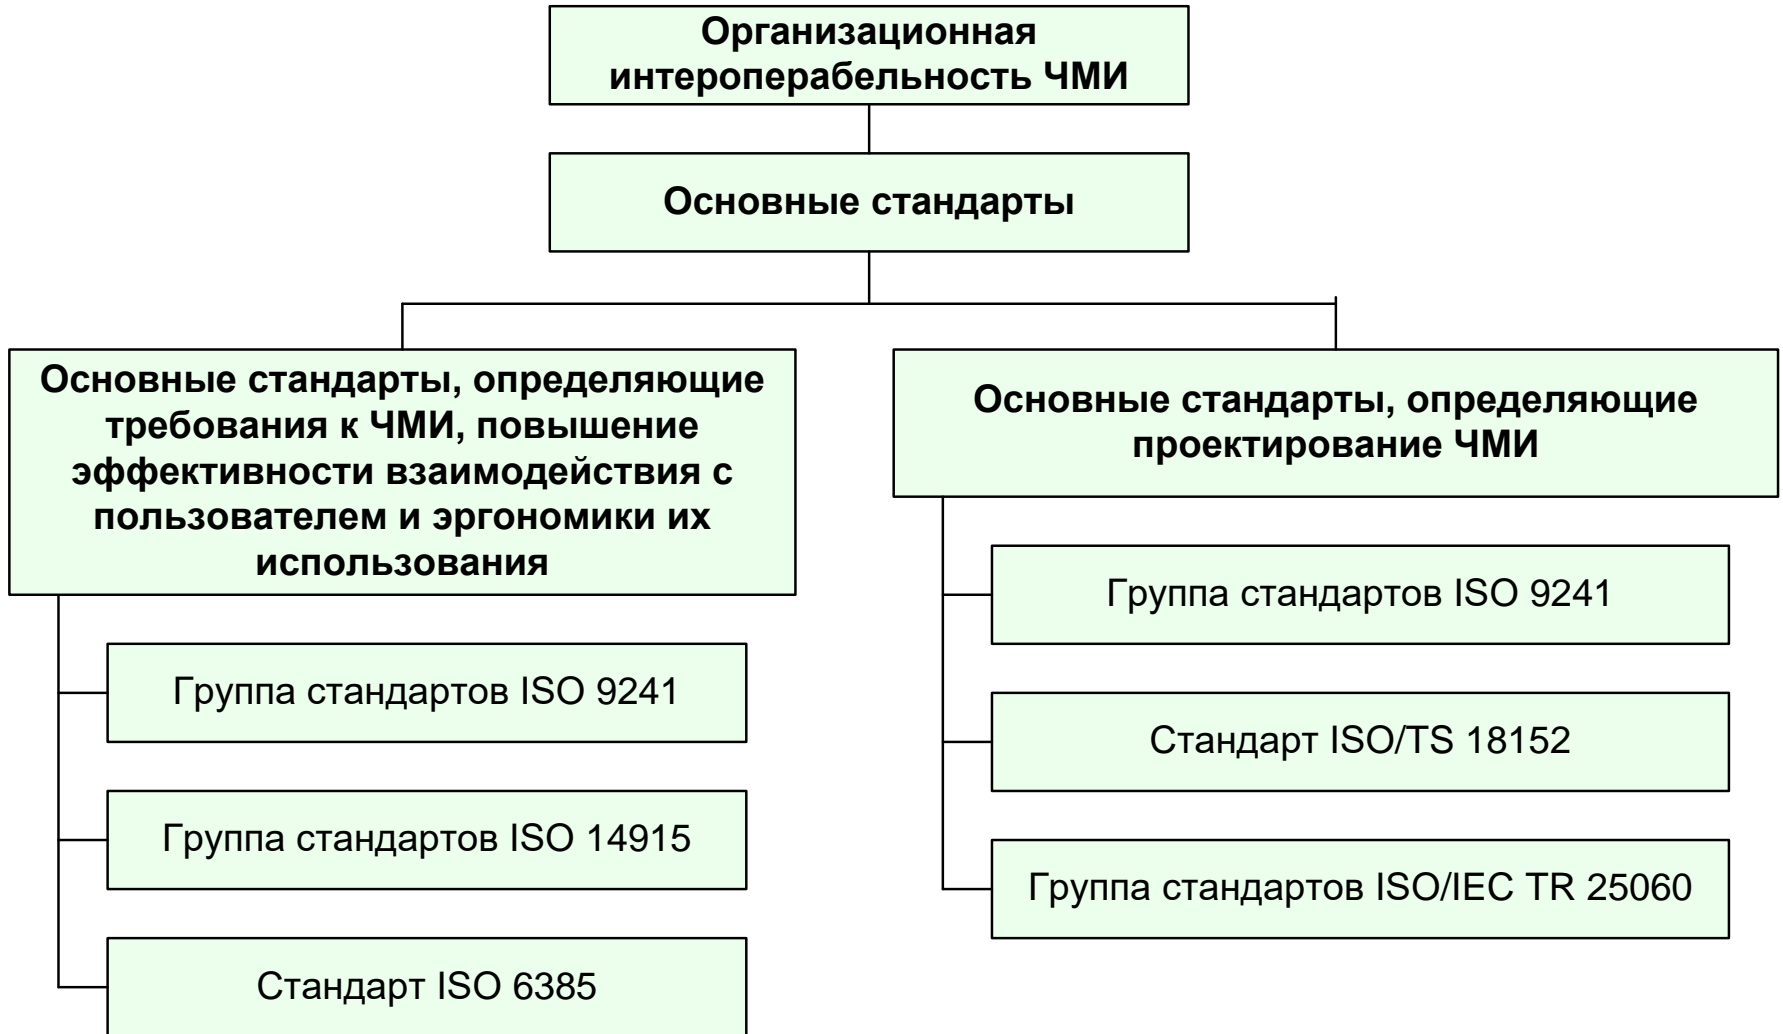 Организационная
интероперабельность ЧМИ
Основные стандарты
Основные стандарты, определяющие
требования к ЧМИ, повышение
эффективности взаимодействия с
пользователем и эргономики их
использования
Группа стандартов ISO 9241
Группа стандартов ISO 14915
Стандарт ISO 6385
Основные стандарты, определяющие
проектирование ЧМИ
Группа стандартов ISO 9241
Стандарт ISO/TS 18152
Группа стандартов ISO/IEC TR 25060